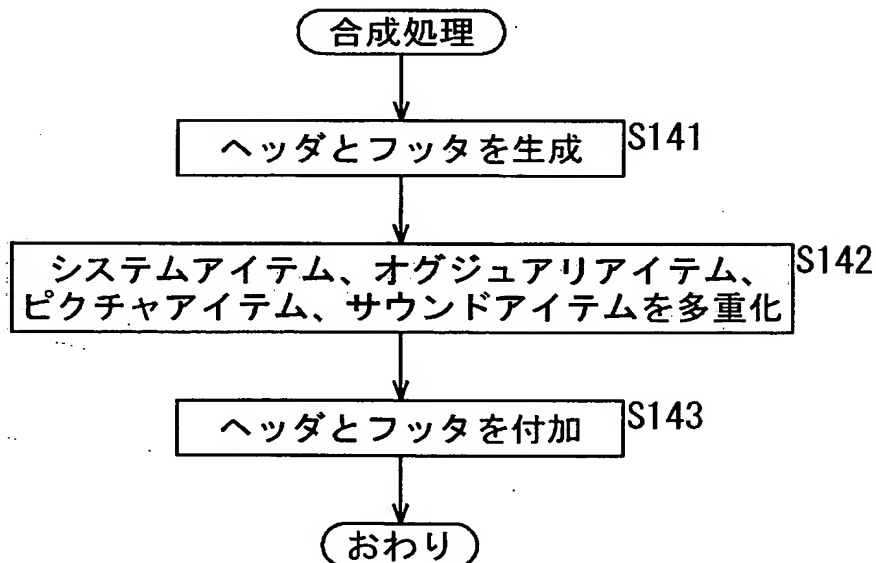 合成処理
ヘッダとフッタを生成
S141
システムアイテム、オグジュアリアイテム、
ピクチャアイテム、サウンドアイテムを多重化
S142
ヘッダとフッタを付加
S143
おわり